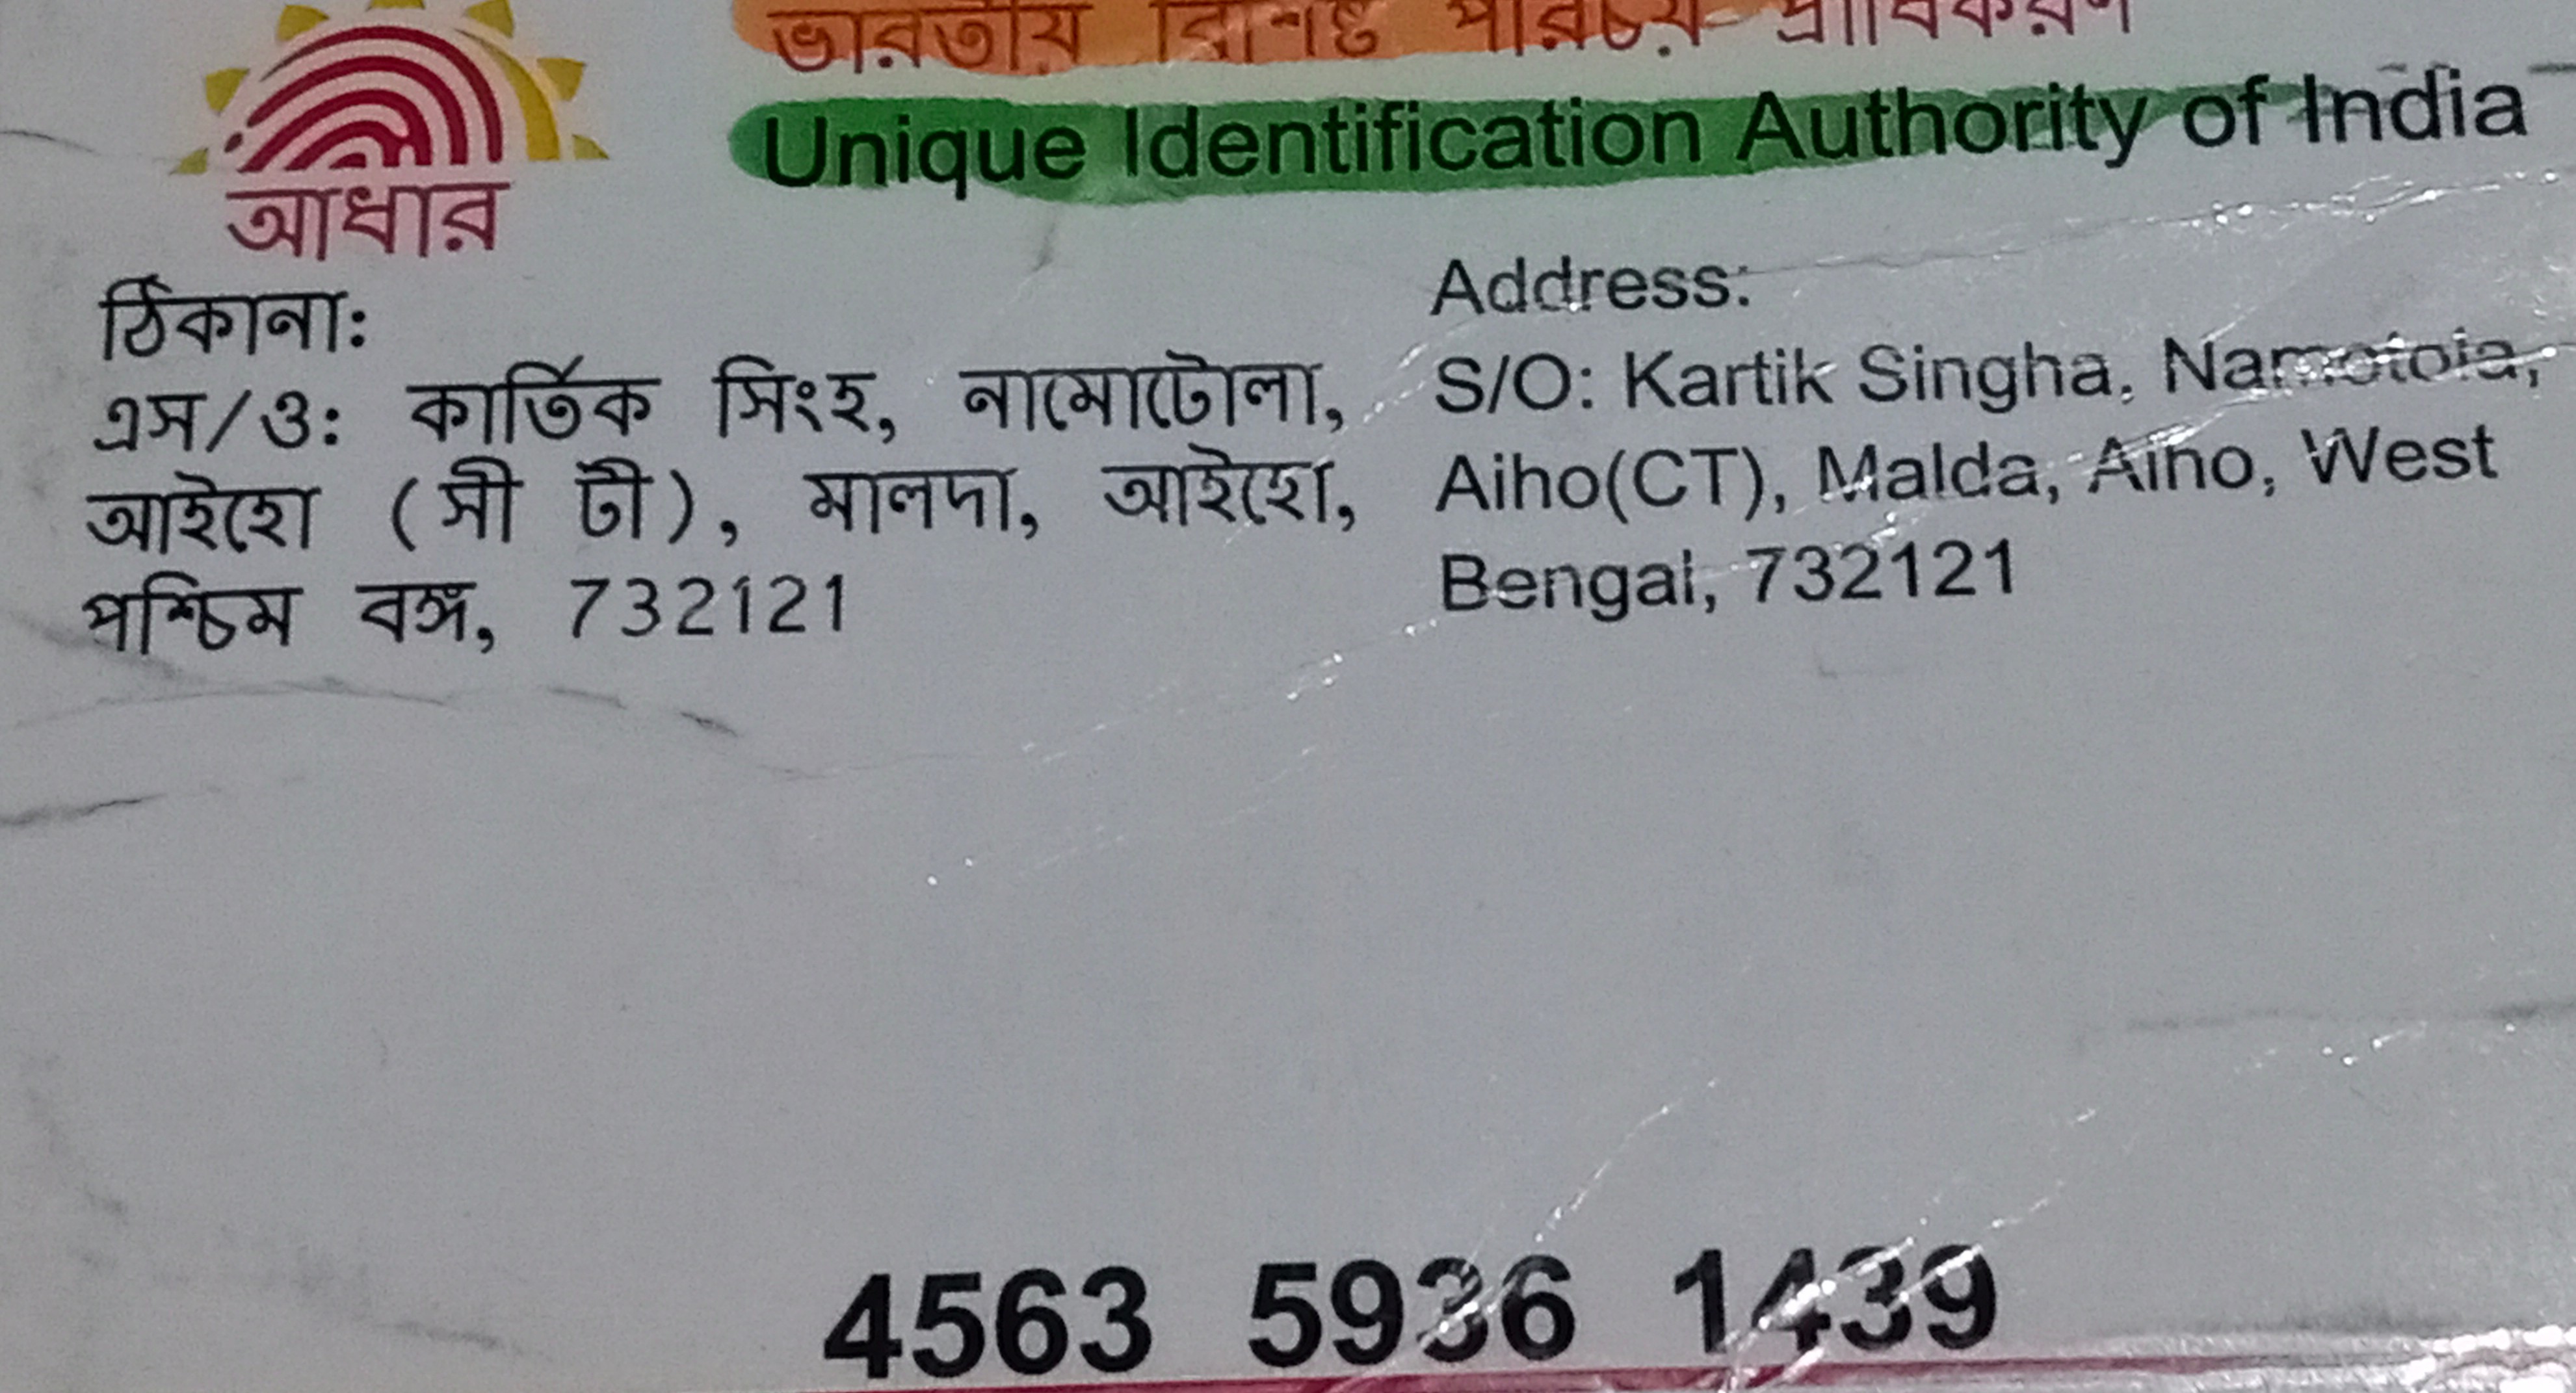 ভারতীয় বিশিষ্ট পরিচয় প্রাধিকরণ
Unique Identification Authority of India
আধার
ঠিকানা:
এস/ও: কার্তিক সিংহ, নামোটোলা,
আইহো (সী টী), মালদা, আইহো,
পশ্চিম বঙ্গ, 732121
Address:
S/O: Kartik Singha, Namotola,
Aiho(CT), Malda, Aiho, West
Bengal, 732121
4563 5936 1439